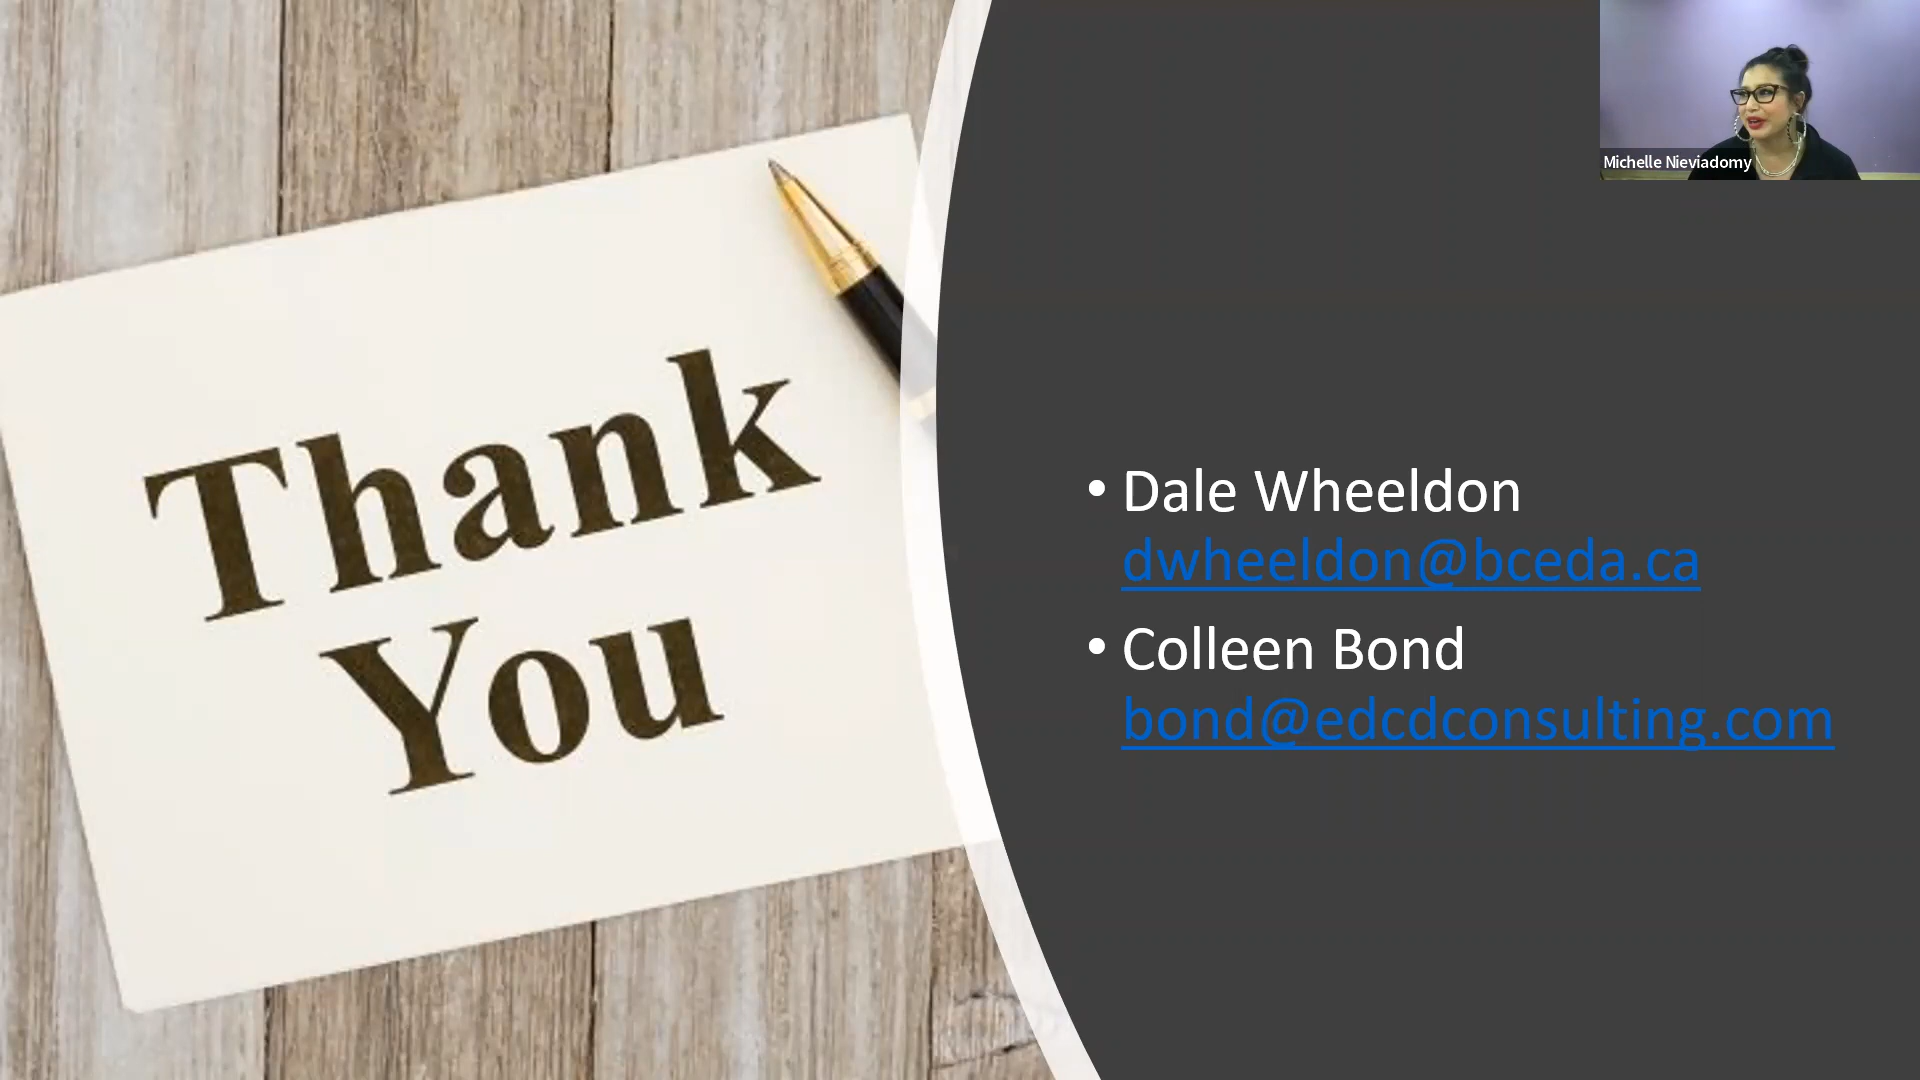 Thank
You
Michelle Nieviadomy
• Dale Wheeldon
dwheeldon@bceda.ca
• Colleen Bond
bond@edcdconsulting.com